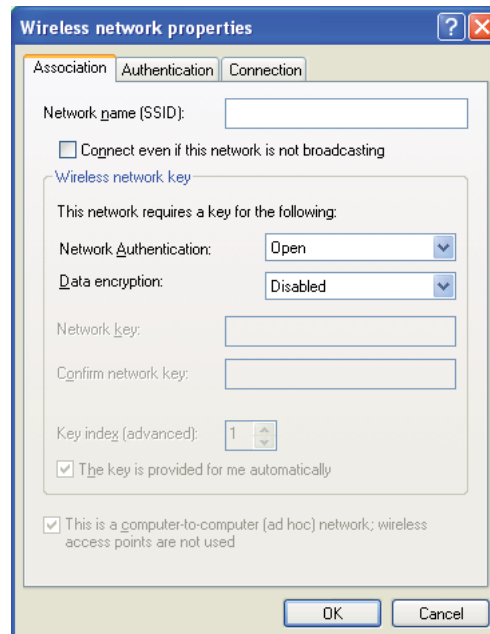 Wireless network properties
Association
Authentication
Connection
Network name (SSID):
Connect even if this network is not broadcasting
Wireless network key
This network requires a key for the following:
Network Authentication:
Open
Data encryption:
Disabled
Network key:
Confirm network key:
Key index (advanced):
1
The key is provided for me automatically
This is a computer-to-computer (ad hoc) network; wireless
access points are not used
OK
Cancel